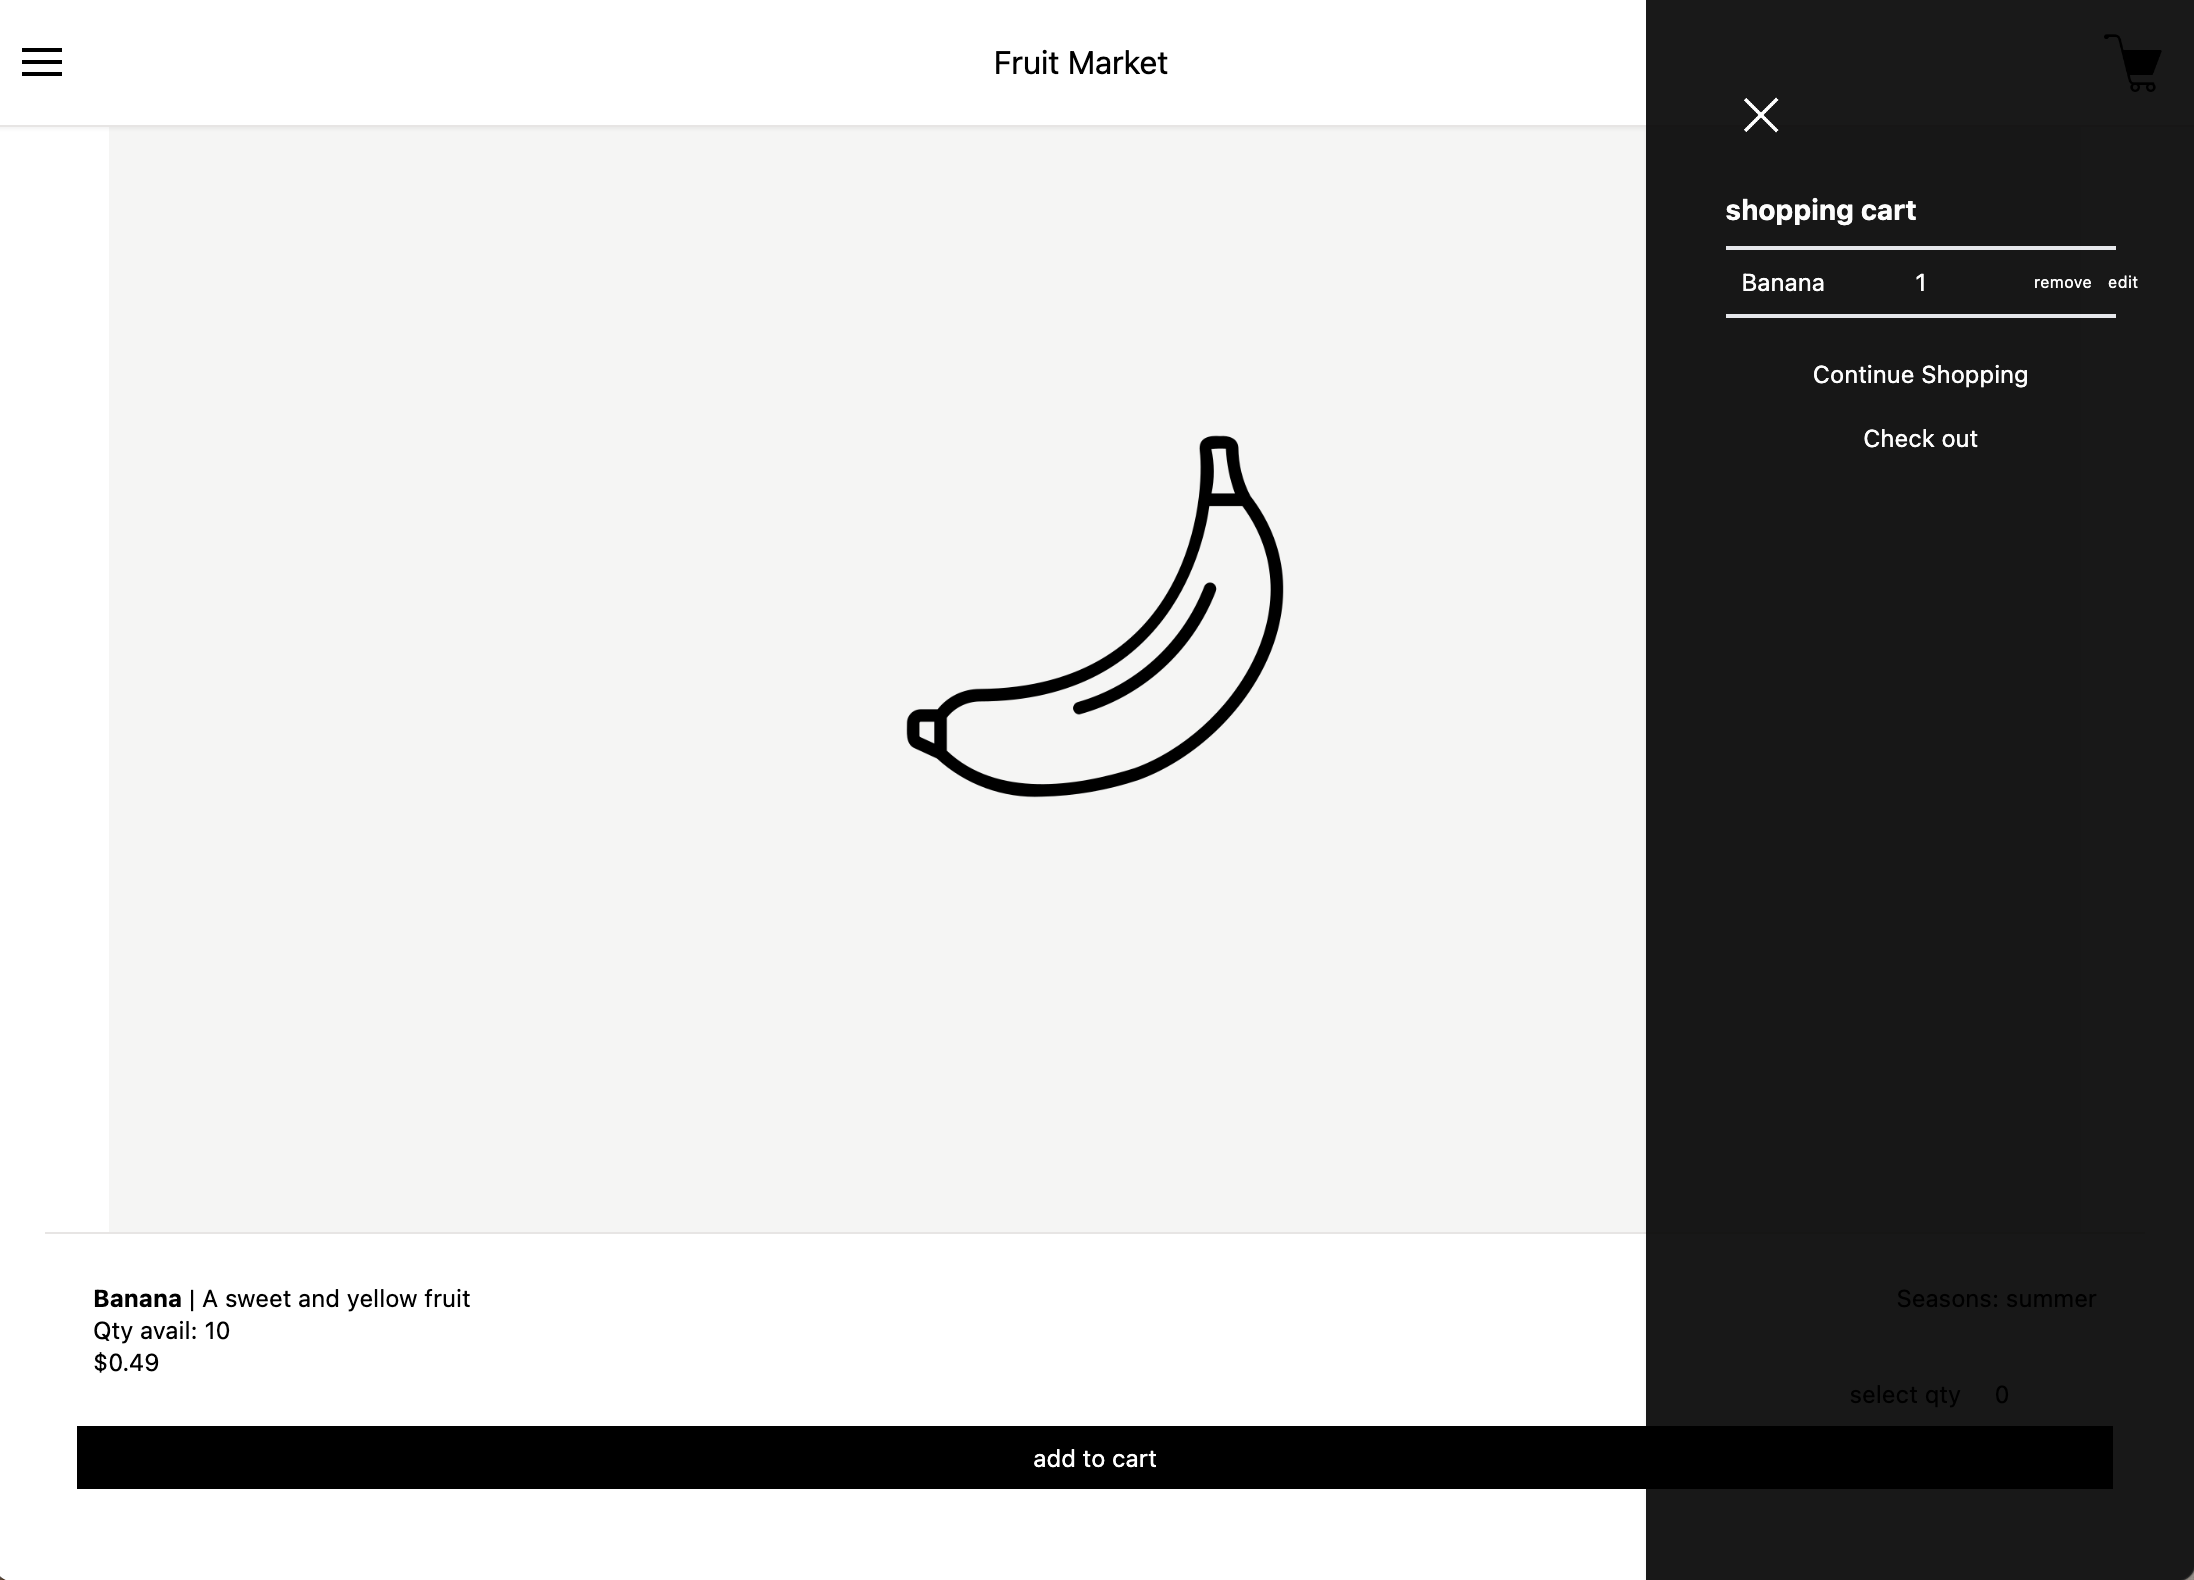 Fruit Market
shopping cart
Banana 1 remove edit
Continue Shopping
Check out
Banana | A sweet and yellow fruit
Seasons: summer
Qty avail: 10
$0.49
select qty 0
add to cart